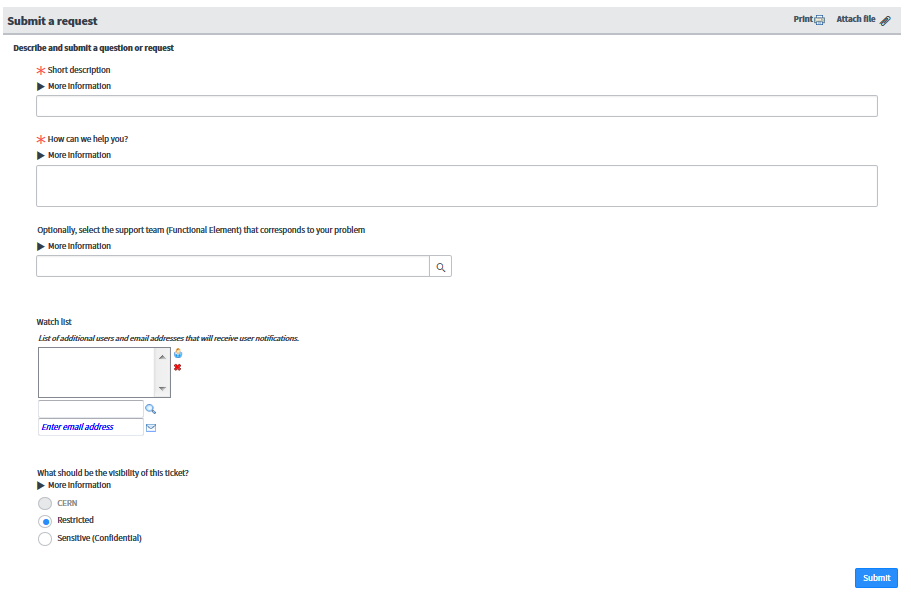 Submit a request
Print
Attach file
Describe and submit a question or request
Short description
More information
How can we help you?
More information
Optionally, select the support team (Functional Element) that corresponds to your problem
More information
Watch list
List of additional users and email addresses that will receive user notifications.
Enter email address
What should be the visibility of this ticket?
More information
CERN
Restricted
Sensitive (Confidential)
Submit